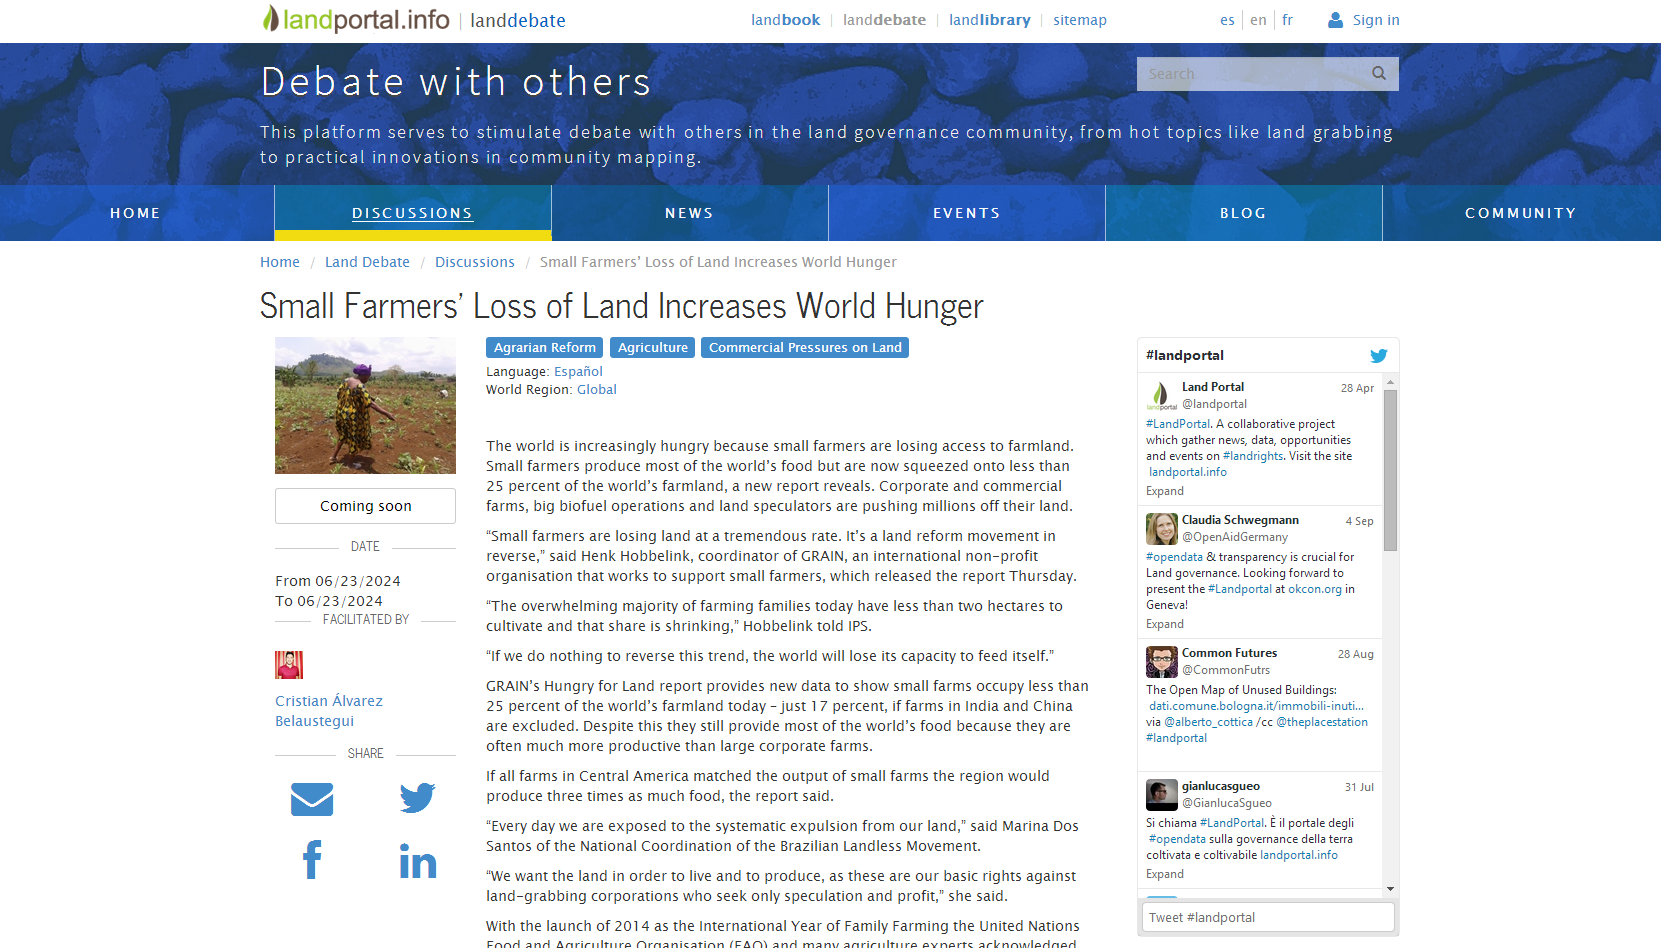 landportal.info | landdebate
landbook | landdebate | landlibrary | sitemap
es | en | fr
Sign in
Debate with others
Search
This platform serves to stimulate debate with others in the land governance community, from hot topics like land grabbing
to practical innovations in community mapping.
HOME
DISCUSSIONS
NEWS
EVENTS
BLOG
COMMUNITY
Home / Land Debate / Discussions / Small Farmers’ Loss of Land Increases World Hunger
Small Farmers’ Loss of Land Increases World Hunger
Coming soon
DATE
From 06/23/2024
To 06/23/2024
FACILITATED BY
Cristian Álvarez
Belaustegui
SHARE
Agrarian Reform
Agriculture
Commercial Pressures on Land
Language: Español
World Region: Global
The world is increasingly hungry because small farmers are losing access to farmland.
Small farmers produce most of the world’s food but are now squeezed onto less than
25 percent of the world’s farmland, a new report reveals. Corporate and commercial
farms, big biofuel operations and land speculators are pushing millions off their land.
“Small farmers are losing land at a tremendous rate. It’s a land reform movement in
reverse,” said Henk Hobbelink, coordinator of GRAIN, an international non-profit
organisation that works to support small farmers, which released the report Thursday.
“The overwhelming majority of farming families today have less than two hectares to
cultivate and that share is shrinking,” Hobbelink told IPS.
“If we do nothing to reverse this trend, the world will lose its capacity to feed itself.”
GRAIN’s Hungry for Land report provides new data to show small farms occupy less than
25 percent of the world’s farmland today – just 17 percent, if farms in India and China
are excluded. Despite this they still provide most of the world’s food because they are
often much more productive than large corporate farms.
If all farms in Central America matched the output of small farms the region would
produce three times as much food, the report said.
“Every day we are exposed to the systematic expulsion from our land,” said Marina Dos
Santos of the National Coordination of the Brazilian Landless Movement.
“We want the land in order to live and to produce, as these are our basic rights against
land-grabbing corporations who seek only speculation and profit,” she said.
With the launch of 2014 as the International Year of Family Farming the United Nations
Food and Agriculture Organisation (FAO) and many agriculture experts acknowledged
#landportal
landportal
Land Portal
28 Apr
@landportal
#LandPortal. A collaborative project
which gather news, data, opportunities
and events on #landrights. Visit the site
landportal.info
Expand
Claudia Schwegmann
4 Sep
@OpenAidGermany
#opendata & transparency is crucial for
Land governance. Looking forward to
present the #Landportal at okcon.org in
Geneva!
Expand
Common Futures
28 Aug
@CommonFutrs
The Open Map of Unused Buildings:
dati.comune.bologna.it/immobili-inuti...
via @alberto_cottica /cc @theplacestation
#landportal
gianlucasgueo
31 Jul
@GianlucaSgueo
Si chiama #LandPortal. È il portale degli
#opendata sulla governance della terra
coltivata e coltivabile landportal.info
Expand
Tweet #landportal